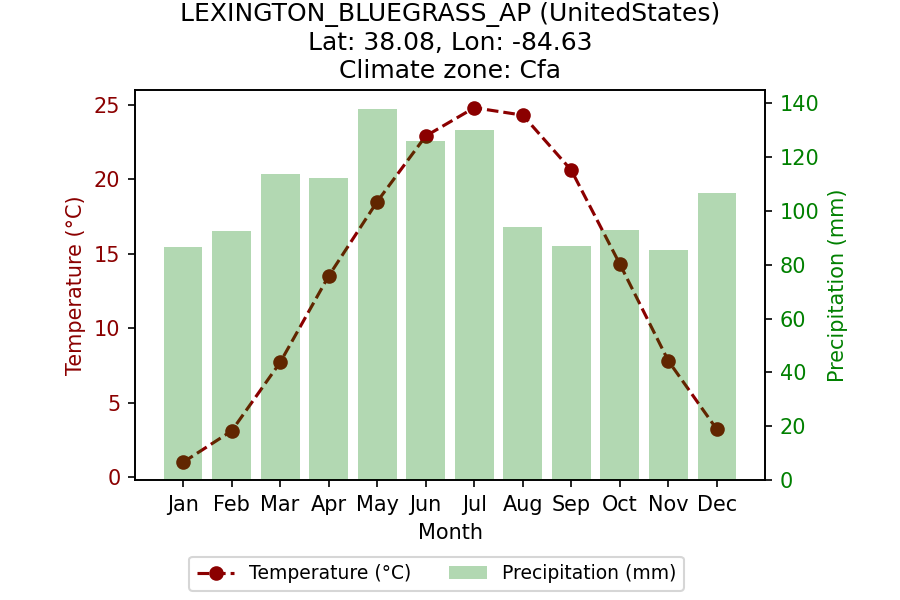 LEXINGTON_BLUEGRASS_AP (UnitedStates)
Lat: 38.08, Lon: -84.63
Climate zone: Cfa
Temperature (°C)
25
20
15
10
5
0
140
120
100
80
60
40
20
0
Precipitation (mm)
Jan Feb Mar Apr May Jun Jul Aug Sep Oct Nov Dec
Month
Temperature (°C) Precipitation (mm)